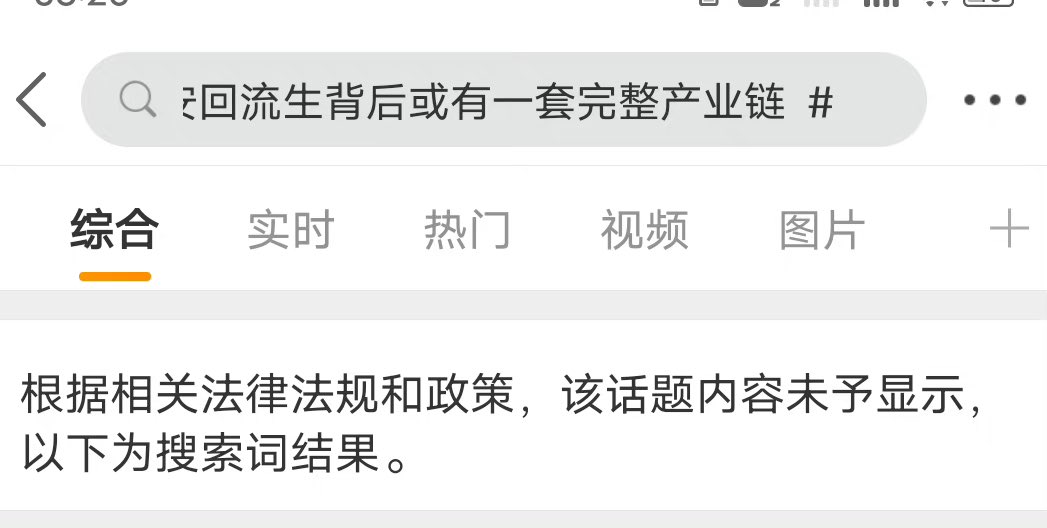 回流生背后或有一套完整产业链 #
综合 实时 热门 视频 图片
根据相关法律法规和政策，该话题内容未予显示，
以下为搜索词结果。